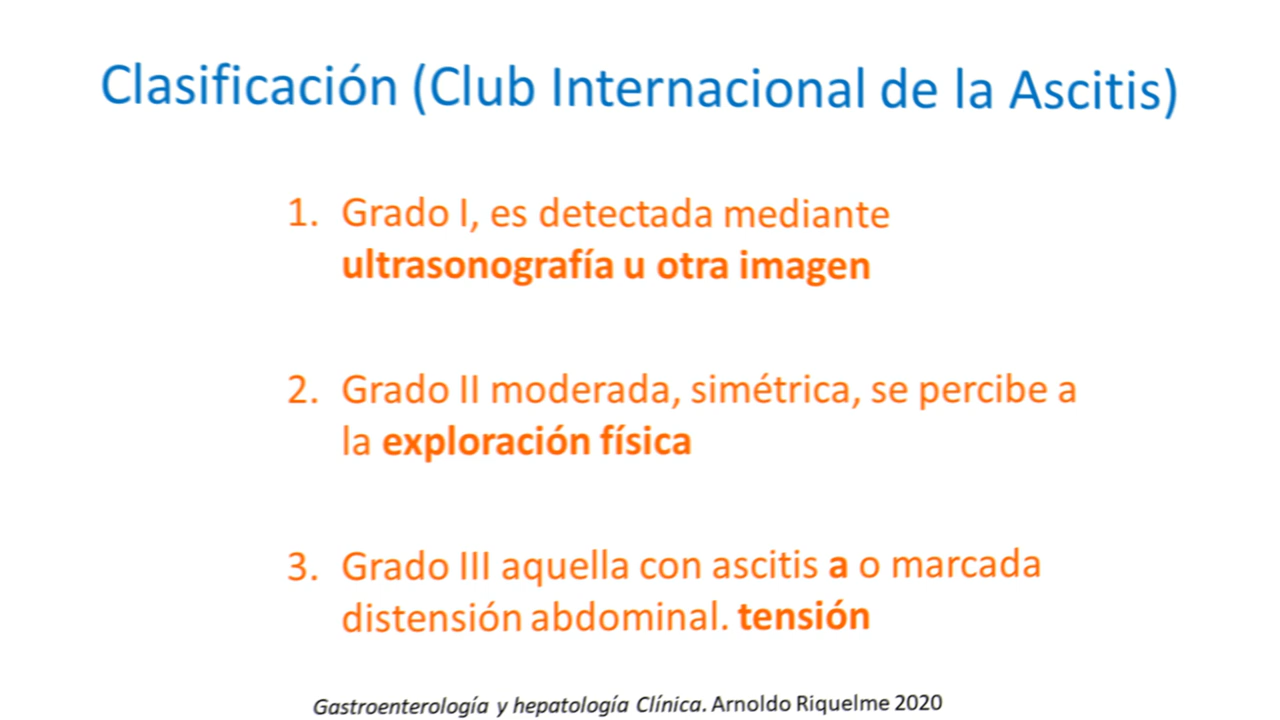 Clasificación (Club Internacional de la Ascitis)
1. Grado I, es detectada mediante
ultrasonografía u otra imagen
2. Grado II moderada, simétrica, se percibe a
la exploración física
3. Grado III aquella con ascitis a o marcada
distensión abdominal. tensión
Gastroenterología y hepatología Clínica. Arnoldo Riquelme 2020